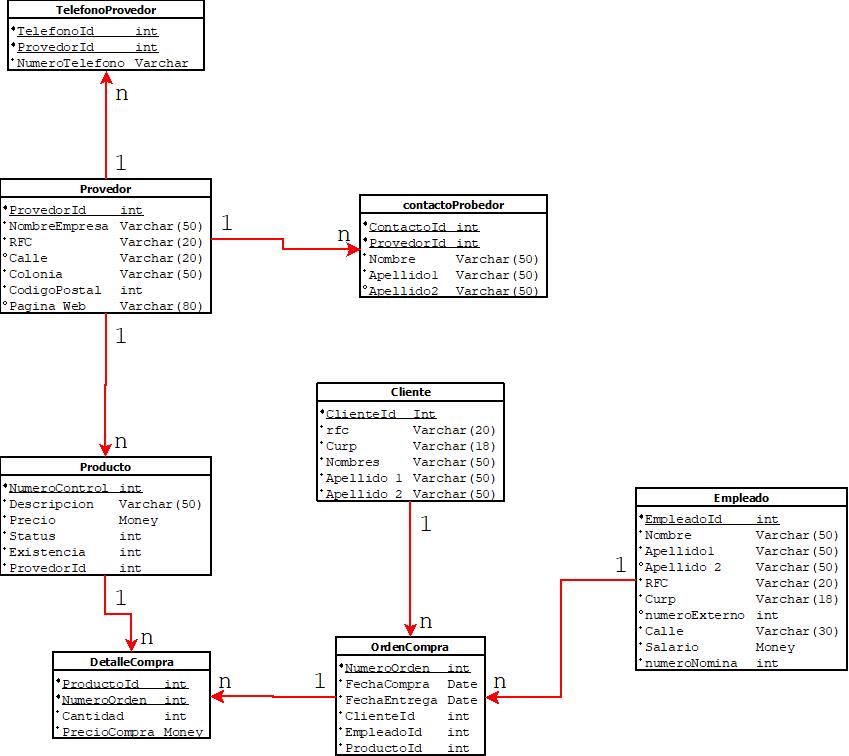 TelefonoProvedor
TelefonoId int
ProvedorId int
NumeroTelefono Varchar
n
1
Provedor
ProvedorId int
NombreEmpresa Varchar(50)
RFC Varchar(20)
Calle Varchar(20)
Colonia Varchar(50)
CodigoPostal int
Pagina Web Varchar(80)
1
n
contactoProbedor
ContactoId int
ProvedorId int
Nombre Varchar(50)
Apellido1 Varchar(50)
Apellido2 Varchar(50)
1
n
Cliente
ClienteId Int
rfc Varchar(20)
Curp Varchar(18)
Nombres Varchar(50)
Apellido 1 Varchar(50)
Apellido 2 Varchar(50)
Producto
NumeroControl int
Descripcion Varchar(50)
Precio Money
Status int
Existencia int
ProvedorId int
Empleado
EmpleadoId int
Nombre Varchar(50)
Apellido1 Varchar(50)
Apellido 2 Varchar(50)
RFC Varchar(20)
Curp Varchar(18)
numeroExterno int
Calle Varchar(30)
Salario Money
numeroNomina int
1
n
1
n
1
n
DetalleCompra
ProductoId int
NumeroOrden int
Cantidad int
PrecioCompra Money
n
1
OrdenCompra
NumeroOrden int
FechaCompra Date
FechaEntrega Date
ClienteId int
EmpleadoId int
ProductoId int